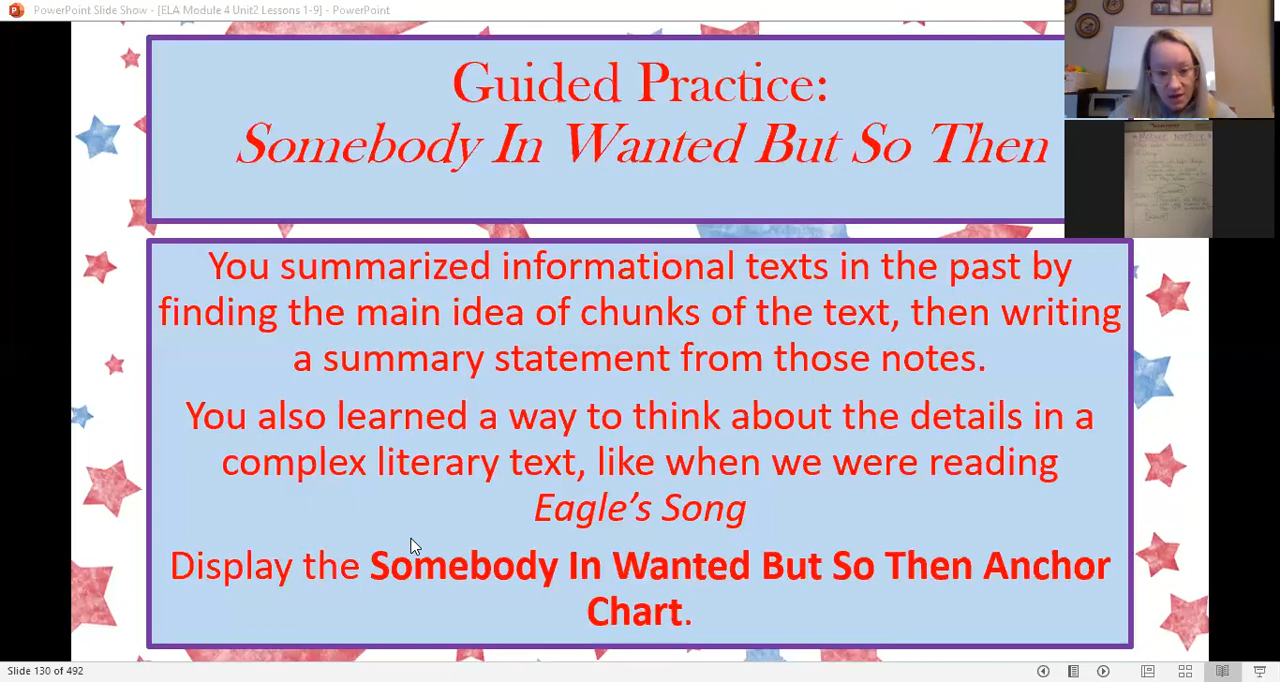 PowerPoint Slide Show - [ELA Module 4 Unit2 Lessons 1-9] - PowerPoint
Guided Practice:
Somebody In Wanted But So Then
You summarized informational texts in the past by
finding the main idea of chunks of the text, then writing
a summary statement from those notes.
You also learned a way to think about the details in a
complex literary text, like when we were reading
Eagle's Song
Display the Somebody In Wanted But So Then Anchor
Chart.
Slide 130 of 492